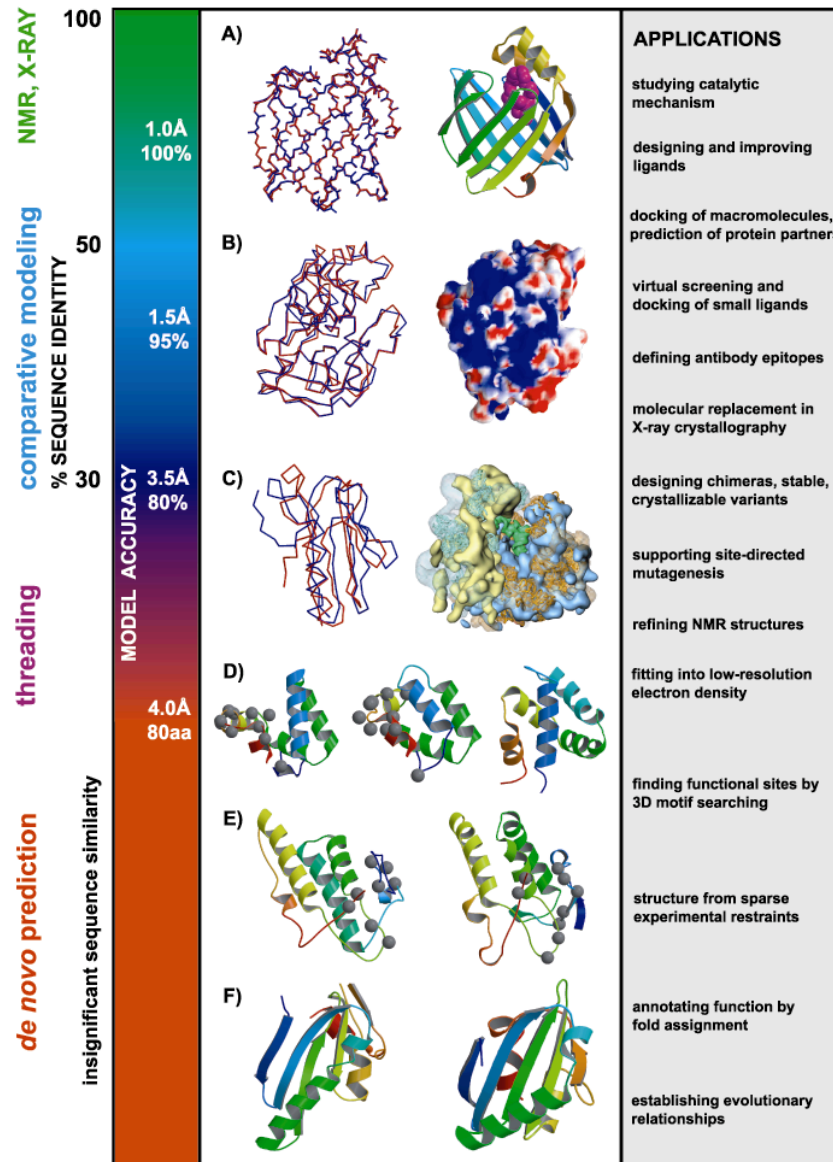 100
50
30
NMR, X-RAY
comparative modeling
% SEQUENCE IDENTITY
threading
de novo prediction
insignificant sequence similarity
MODEL ACCURACY
1.0Å
100%
1.5Å
95%
3.5Å
80%
4.0Å
80aa
A)
B)
C)
D)
E)
F)
APPLICATIONS
studying catalytic
mechanism
designing and improving
ligands
docking of macromolecules,
prediction of protein partners
virtual screening and
docking of small ligands
defining antibody epitopes
molecular replacement in
X-ray crystallography
designing chimeras, stable,
crystallizable variants
supporting site-directed
mutagenesis
refining NMR structures
fitting into low-resolution
electron density
finding functional sites by
3D motif searching
structure from sparse
experimental restraints
annotating function by
fold assignment
establishing evolutionary
relationships